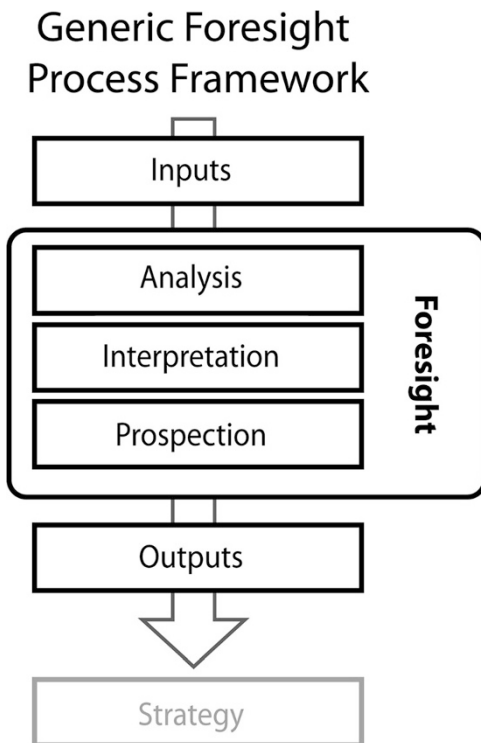 Generic Foresight
Process Framework
Inputs
Analysis
Interpretation
Prospection
Foresight
Outputs
Strategy